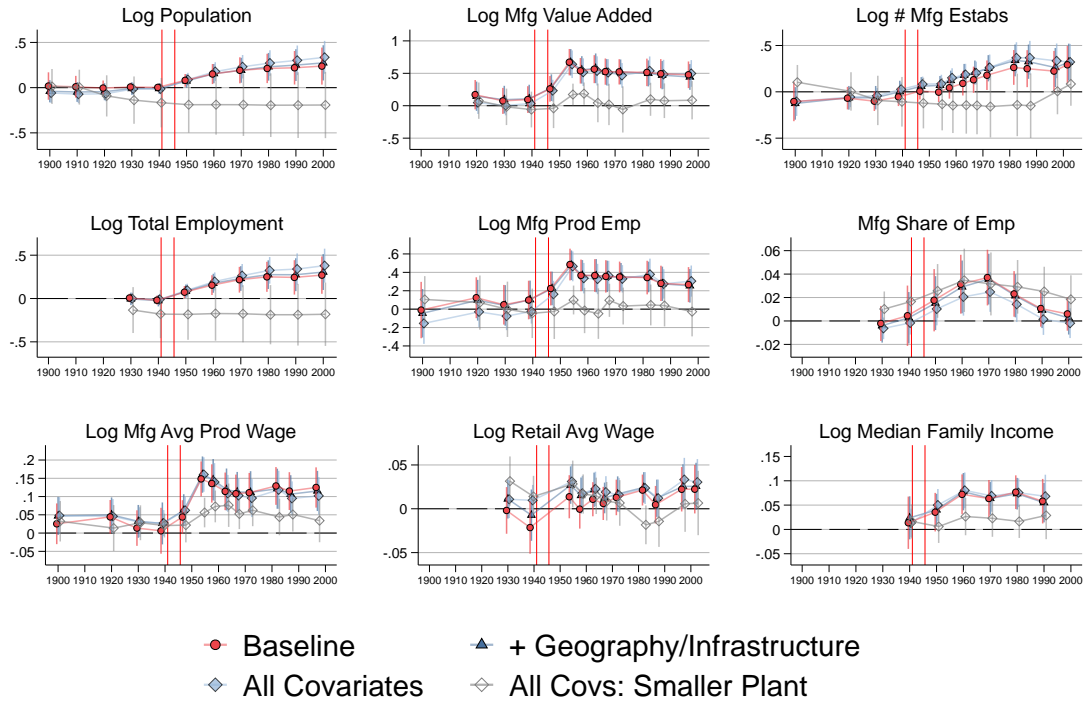 Log Population
Log Mfg Value Added
Log # Mfg Estabs
.5
0
-.5
1900 1910 1920 1930 1940 1950 1960 1970 1980 1990 2000
1
.5
0
-.5
1900 1910 1920 1930 1940 1950 1960 1970 1980 1990 2000
.5
0
-.5
1900 1910 1920 1930 1940 1950 1960 1970 1980 1990 2000
Log Total Employment
Log Mfg Prod Emp
Mfg Share of Emp
.5
0
-.5
1900 1910 1920 1930 1940 1950 1960 1970 1980 1990 2000
.6
.4
.2
0
-.2
-.4
1900 1910 1920 1930 1940 1950 1960 1970 1980 1990 2000
.06
.04
.02
0
-.02
1900 1910 1920 1930 1940 1950 1960 1970 1980 1990 2000
Log Mfg Avg Prod Wage
Log Retail Avg Wage
Log Median Family Income
.2
.15
.1
.05
0
-.05
1900 1910 1920 1930 1940 1950 1960 1970 1980 1990 2000
.05
0
-.05
1900 1910 1920 1930 1940 1950 1960 1970 1980 1990 2000
.15
.1
.05
0
-.05
1900 1910 1920 1930 1940 1950 1960 1970 1980 1990 2000
Baseline
+ Geography/Infrastructure
All Covariates
All Covs: Smaller Plant